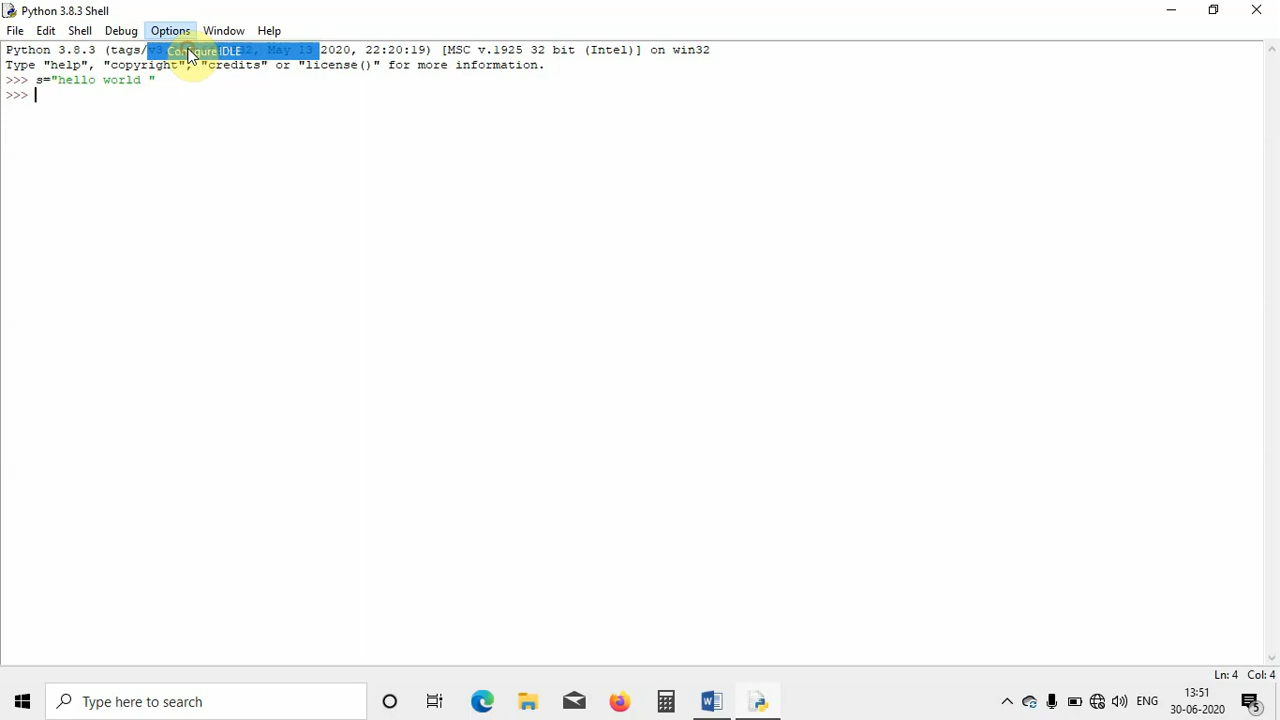 Python 3.8.3 Shell
File Edit Shell Debug Options Window Help
Python 3.8.3 (tags/ 2020, 22:20:19) [MSC v.1925 32 bit (Intel)] on win32
Configure IDLE
Type "help", "copyright", "credits" or "license()" for more information.
>>> s="hello world "
>>>
Ln: 4 Col: 4
Type here to search
ENG
13:51
30-06-2020
5